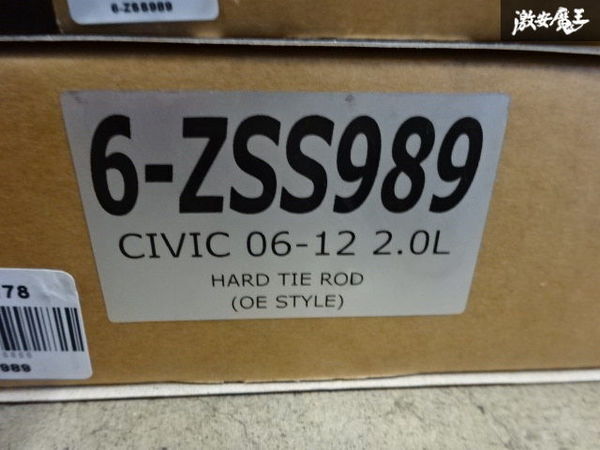 6-ZSS989
激安魔王
6-ZSS989
CIVIC 06-12 2.0L
HARD TIE ROD
(OE STYLE)
78
989